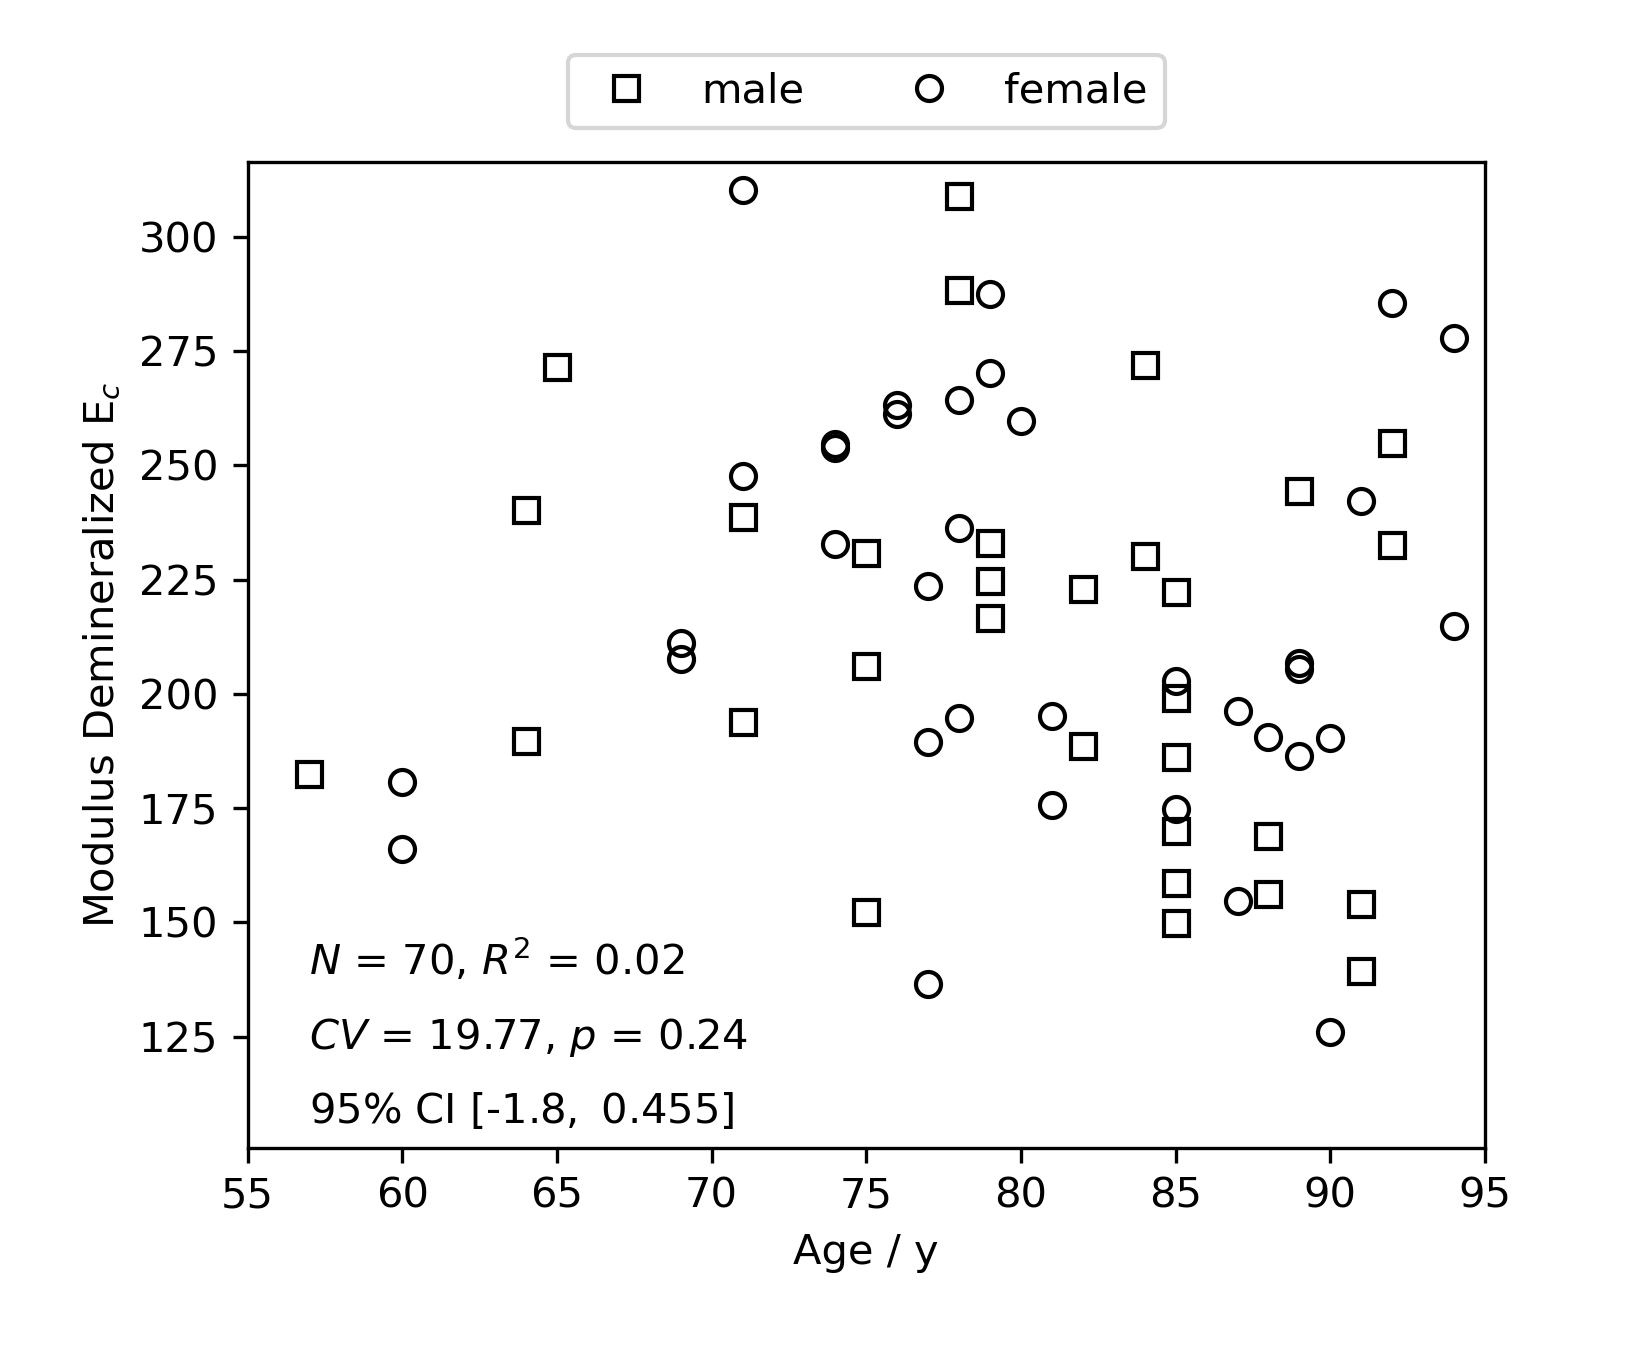 male female
300
275
250
225
200
175
150
125
Modulus Demineralized E_c
N = 70, R² = 0.02
CV = 19.77, p = 0.24
95% CI [-1.8, 0.455]
55 60 65 70 75 80 85 90 95
Age / y